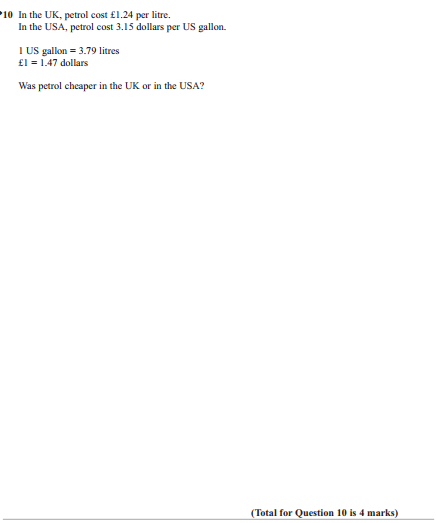 *10 In the UK, petrol cost £1.24 per litre.
In the USA, petrol cost 3.15 dollars per US gallon.
1 US gallon = 3.79 litres
£1 = 1.47 dollars
Was petrol cheaper in the UK or in the USA?
(Total for Question 10 is 4 marks)